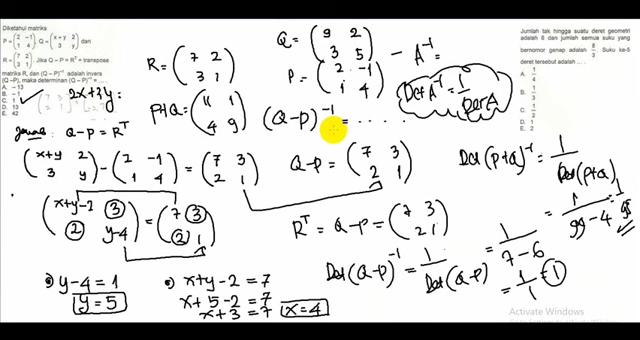 Diketahui matriks
P = (2 -1 1 4), Q = (x+y 2 3 y) dan
R = (7 2 3 1). Jika Q – P = Rᵀ = transpose
matriks R, dan (Q – P)⁻¹ adalah invers
(Q – P), maka determinan (Q – P)⁻¹ = ....
A. –13
B. –1
C. 1
D. 13
E. 42
2x+3y =
Jawab: Q-P = Rᵀ
(x+y 2 3 y) - (2 -1 1 4) = (7 3 2 1)
(x+y-2 3 2 y-4) = (7 3 2 1)
y-4 = 1
y = 5
x+y-2 = 7
x+5-2 = 7
x+3 = 7
x = 4
R = (7 2 3 1)
P+Q = (11 1 4 9)
Q = (9 2 3 5)
P = (2 -1 1 4)
(Q-P)⁻¹ = .....
Q-P = (7 3 2 1)
Rᵀ = Q-P = (7 3 2 1)
Det (Q-P)⁻¹ = 1/Det (Q-P)
= 1/7-6
= 1/1 = 1
- A⁻¹ =
Det A⁻¹ = 1/Det A
Det (P+Q)⁻¹ = 1/Det (P+Q)
= 1/99-4 = 1/95
Jumlah tak hingga suatu deret geometri
adalah 8 dan jumlah semua suku yang
bernomor genap adalah 8/3. Suku ke-5
deret tersebut adalah ....
A. 1/4
B. 1/3
C. 1/2
D. 1
E. 2
Activate Windows